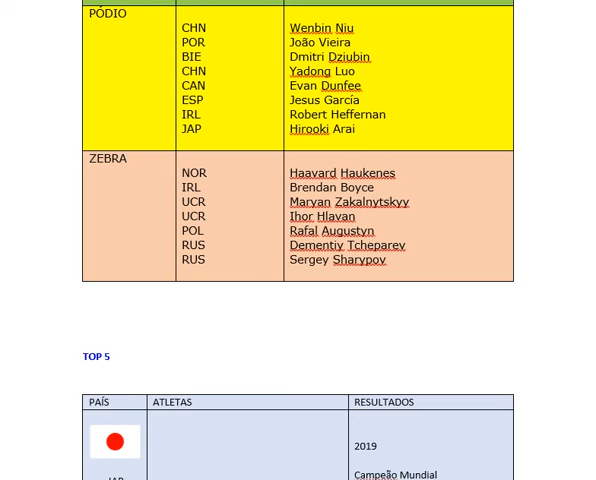 PÓDIO
CHN Wenbin Niu
POR João Vieira
BIE Dmitri Dziubin
CHN Yadong Luo
CAN Evan Dunfee
ESP Jesus García
IRL Robert Heffernan
JAP Hirooki Arai
ZEBRA
NOR Haavard Haukenes
IRL Brendan Boyce
UCR Maryan Zakalnytskyy
UCR Ihor Hlavan
POL Rafal Augustyn
RUS Dementiy Tcheparev
RUS Sergey Sharypov
TOP 5
PAÍS ATLETAS RESULTADOS
2019
Campeão Mundial
JAP